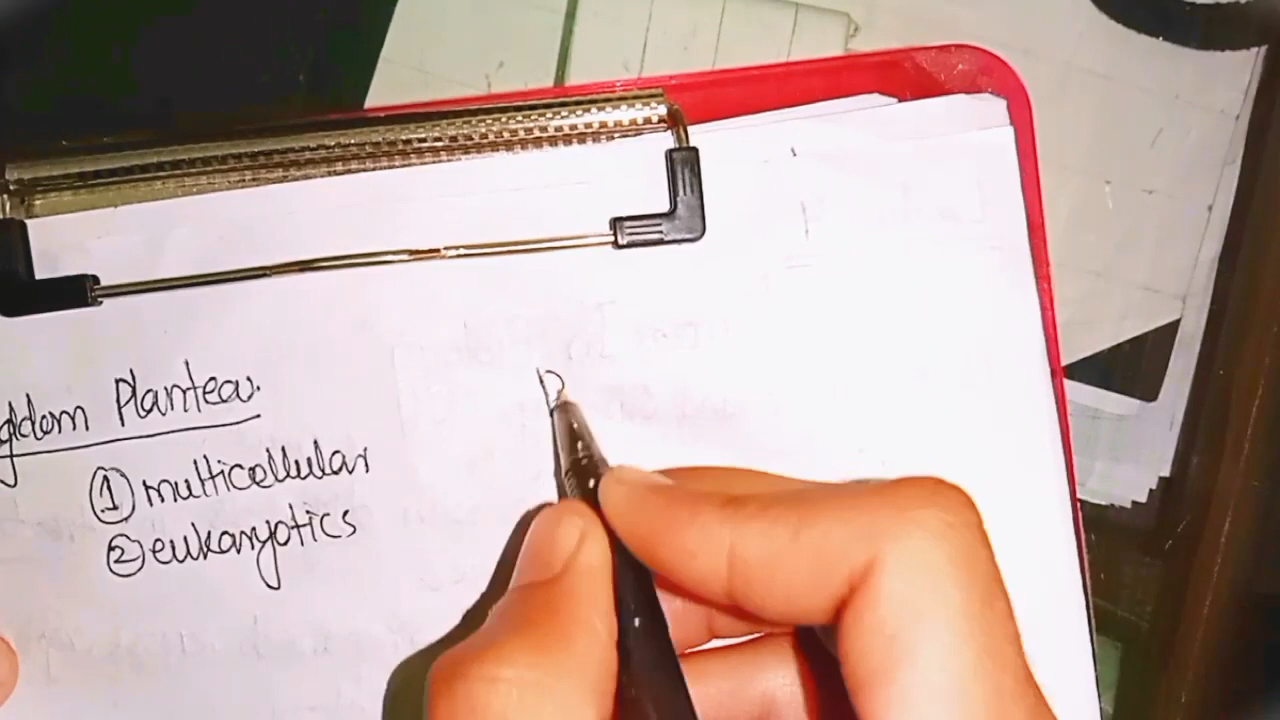 gdom Plantea.
① multicellular
② eukaryotics
P